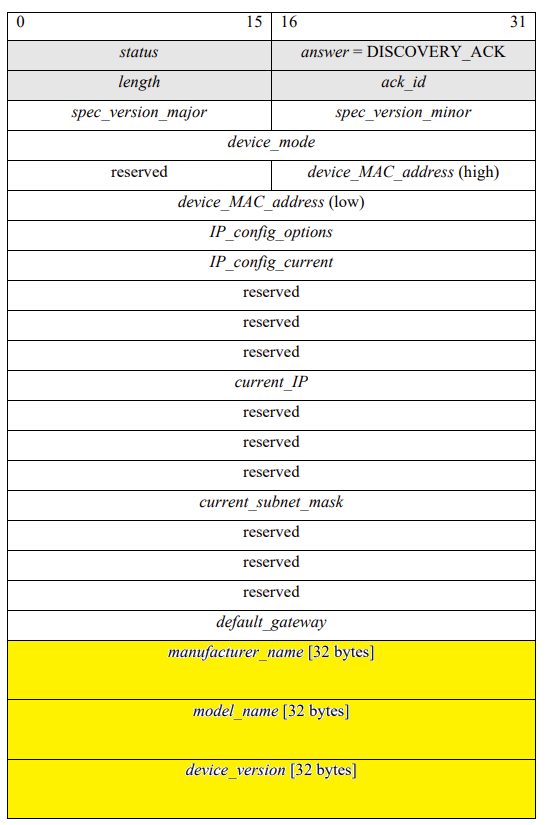 0 15 16 31
status answer = DISCOVERY_ACK
length ack_id
spec_version_major spec_version_minor
device_mode
reserved device_MAC_address (high)
device_MAC_address (low)
IP_config_options
IP_config_current
reserved
reserved
reserved
current_IP
reserved
reserved
reserved
current_subnet_mask
reserved
reserved
reserved
default_gateway
manufacturer_name [32 bytes]
model_name [32 bytes]
device_version [32 bytes]